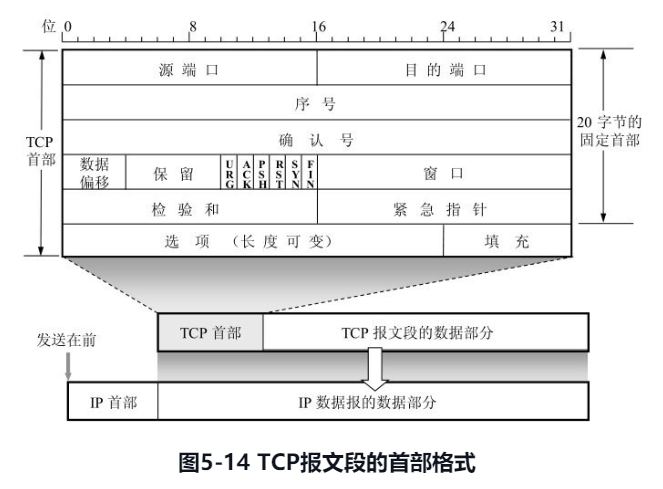 位 0 8 16 24 31
源端口 目的端口
序号
TCP 首部
确认号
20 字节的 固定首部
数据 偏移 保留 URG ACK PSH RST SYN FIN 窗口
检验和 紧急指针
选项 (长度可变) 填充
TCP 首部 TCP 报文段的数据部分
发送在前
IP 首部 IP 数据报的数据部分
图5-14 TCP报文段的首部格式